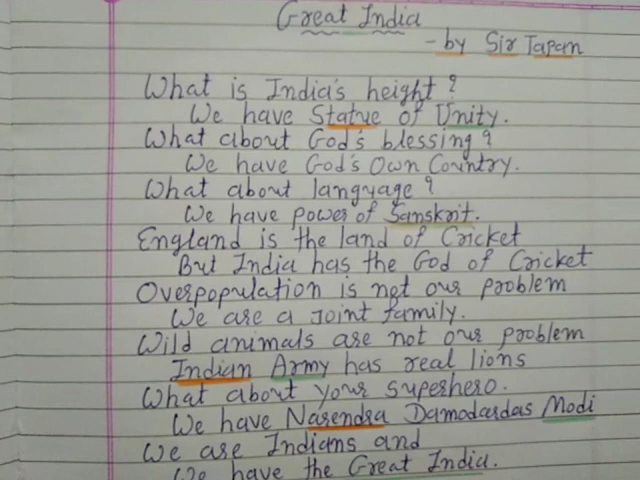 Great India
- by Sir Tapan
What is India's height?
We have Statue of Unity.
What about God's blessing?
We have God's Own Country.
What about language?
We have power of Sanskrit.
England is the land of Cricket
But India has the God of Cricket
Overpopulation is not our problem
We are a Joint family.
Wild animals are not our problem
Indian Army has real lions
What about your superhero.
We have Narendra Damodardas Modi
We are Indians and
We have the Great India.